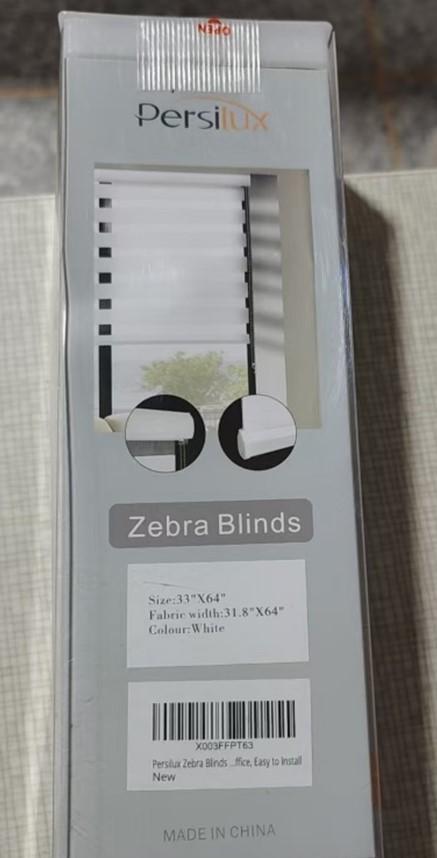 OPEN
Persilux
Zebra Blinds
Size:33"X64"
Fabric width:31.8"X64"
Colour:White
X003FFPT63
Persilux Zebra Blinds ...ffice, Easy to Install
New
MADE IN CHINA